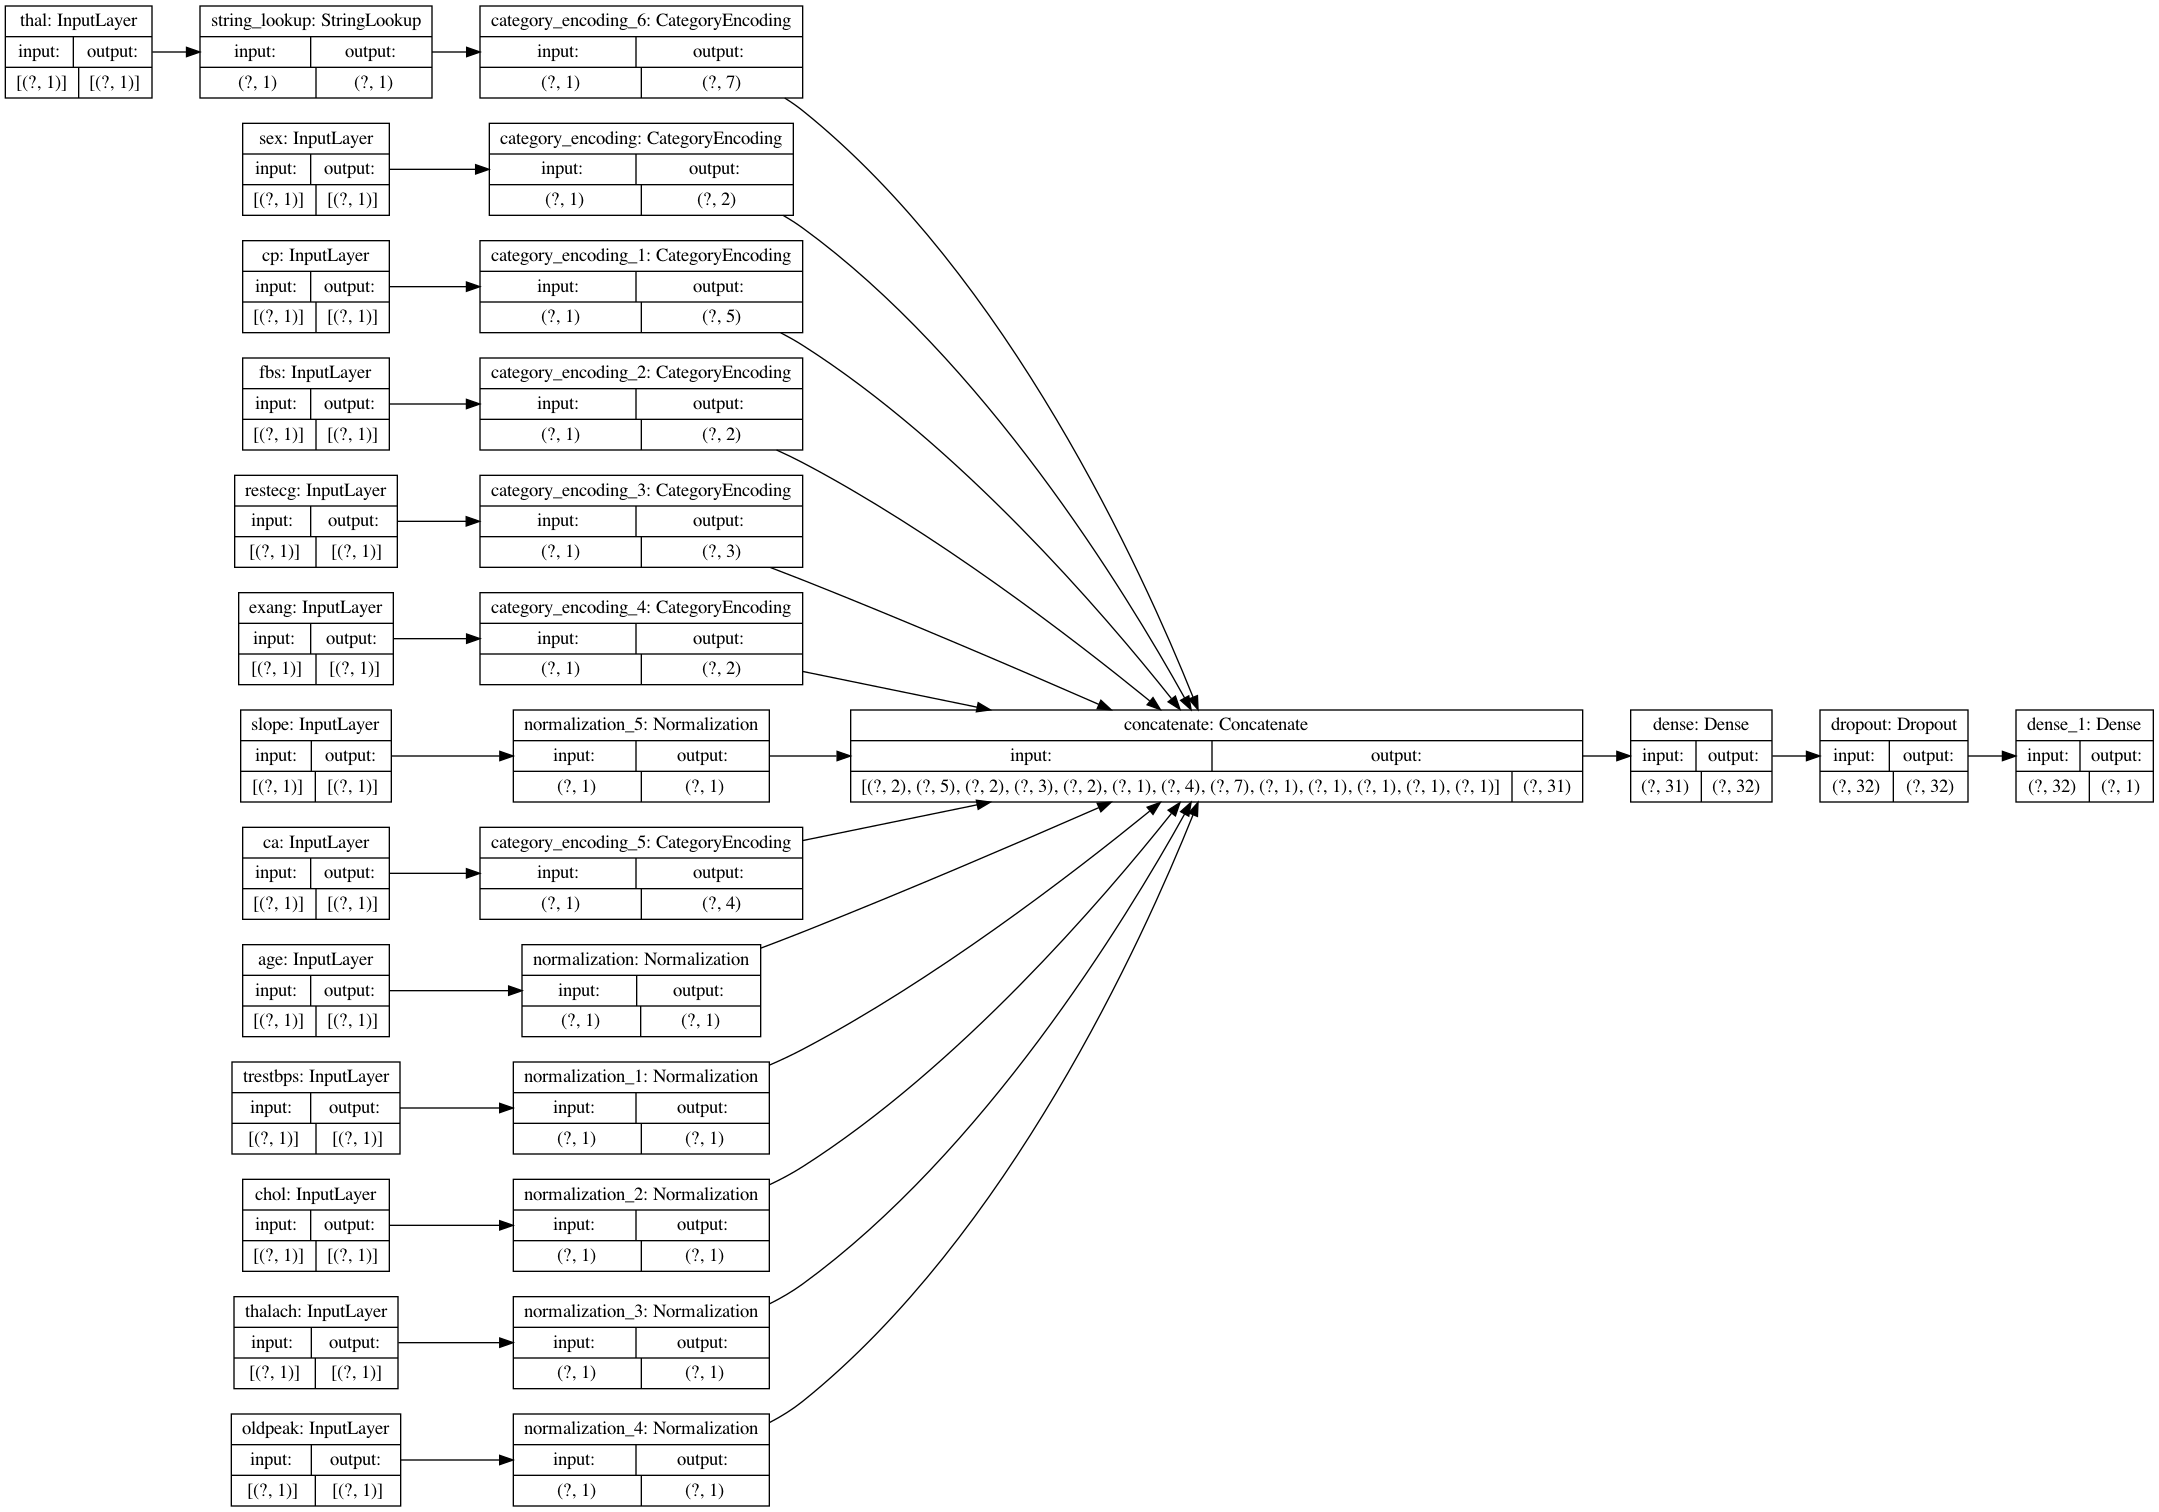 thal: InputLayer
input: output:
[(?, 1)] [(?, 1)]
string_lookup: StringLookup
input: output:
(?, 1) (?, 1)
category_encoding_6: CategoryEncoding
input: output:
(?, 1) (?, 7)
sex: InputLayer
input: output:
[(?, 1)] [(?, 1)]
category_encoding: CategoryEncoding
input: output:
(?, 1) (?, 2)
cp: InputLayer
input: output:
[(?, 1)] [(?, 1)]
category_encoding_1: CategoryEncoding
input: output:
(?, 1) (?, 5)
fbs: InputLayer
input: output:
[(?, 1)] [(?, 1)]
category_encoding_2: CategoryEncoding
input: output:
(?, 1) (?, 2)
restecg: InputLayer
input: output:
[(?, 1)] [(?, 1)]
category_encoding_3: CategoryEncoding
input: output:
(?, 1) (?, 3)
exang: InputLayer
input: output:
[(?, 1)] [(?, 1)]
category_encoding_4: CategoryEncoding
input: output:
(?, 1) (?, 2)
slope: InputLayer
input: output:
[(?, 1)] [(?, 1)]
normalization_5: Normalization
input: output:
(?, 1) (?, 1)
concatenate: Concatenate
input: output:
[(?, 2), (?, 5), (?, 2), (?, 3), (?, 2), (?, 1), (?, 4), (?, 7), (?, 1), (?, 1), (?, 1), (?, 1), (?, 1)] (?, 31)
dense: Dense
input: output:
(?, 31) (?, 32)
dropout: Dropout
input: output:
(?, 32) (?, 32)
dense_1: Dense
input: output:
(?, 32) (?, 1)
ca: InputLayer
input: output:
[(?, 1)] [(?, 1)]
category_encoding_5: CategoryEncoding
input: output:
(?, 1) (?, 4)
age: InputLayer
input: output:
[(?, 1)] [(?, 1)]
normalization: Normalization
input: output:
(?, 1) (?, 1)
trestbps: InputLayer
input: output:
[(?, 1)] [(?, 1)]
normalization_1: Normalization
input: output:
(?, 1) (?, 1)
chol: InputLayer
input: output:
[(?, 1)] [(?, 1)]
normalization_2: Normalization
input: output:
(?, 1) (?, 1)
thalach: InputLayer
input: output:
[(?, 1)] [(?, 1)]
normalization_3: Normalization
input: output:
(?, 1) (?, 1)
oldpeak: InputLayer
input: output:
[(?, 1)] [(?, 1)]
normalization_4: Normalization
input: output:
(?, 1) (?, 1)